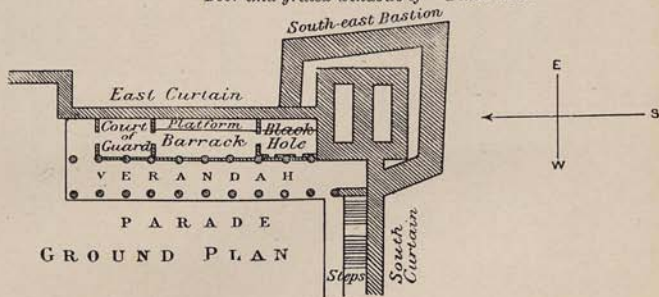 South-east Bastion
East Curtain
Court of Guard
Platform
Barrack
Black Hole
VERANDAH
PARADE
GROUND PLAN
Steps
South Curtain
E
S
W